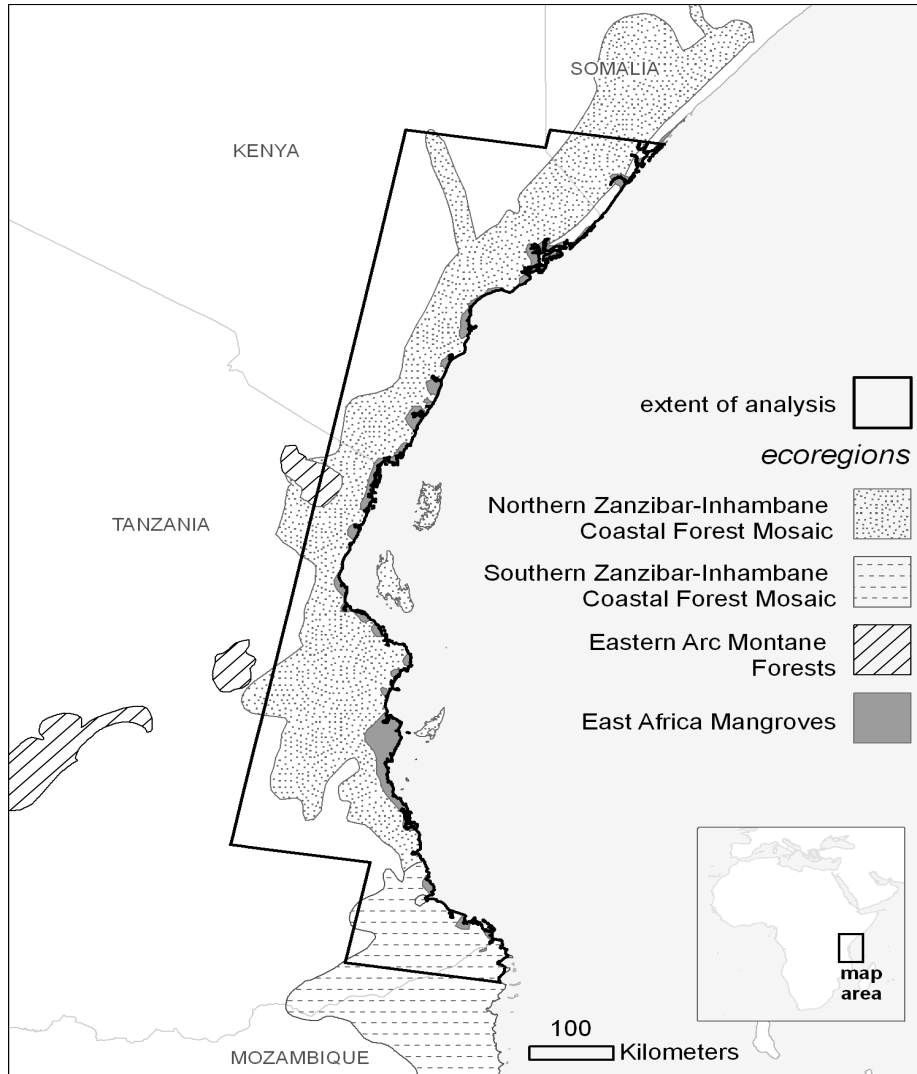 SOMALIA
KENYA
extent of analysis
ecoregions
Northern Zanzibar-Inhambane
Coastal Forest Mosaic
TANZANIA
Southern Zanzibar-Inhambane
Coastal Forest Mosaic
Eastern Arc Montane
Forests
East Africa Mangroves
map
area
100
Kilometers
MOZAMBIQUE